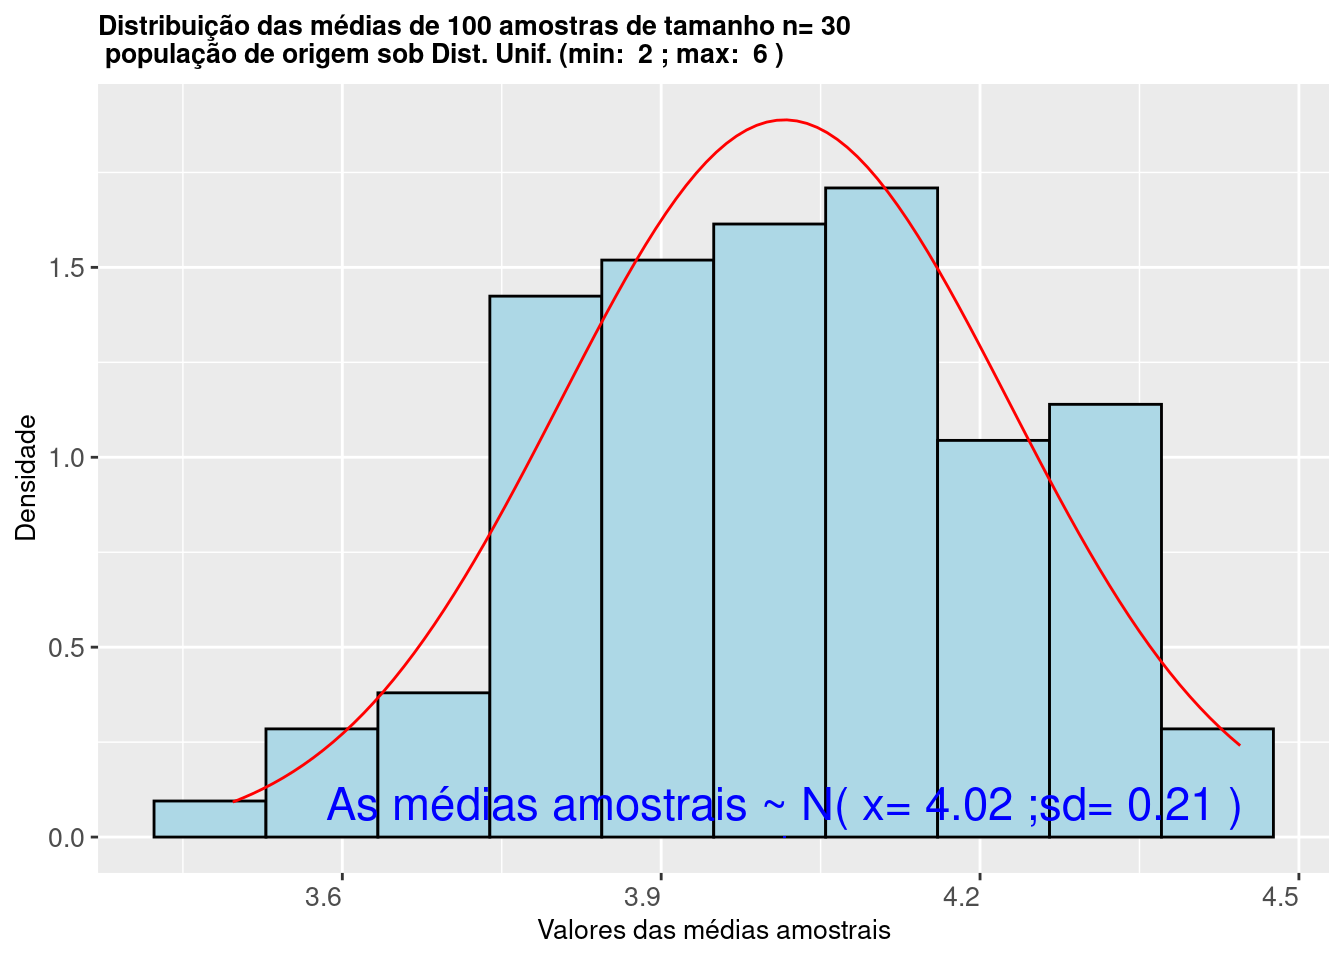 Distribuição das médias de 100 amostras de tamanho n= 30
população de origem sob Dist. Unif. (min:  2 ; max:  6 )
Densidade
1.5
1.0
0.5
0.0
As médias amostrais ~ N( x= 4.02 ;sd= 0.21 )
3.6 3.9 4.2 4.5
Valores das médias amostrais